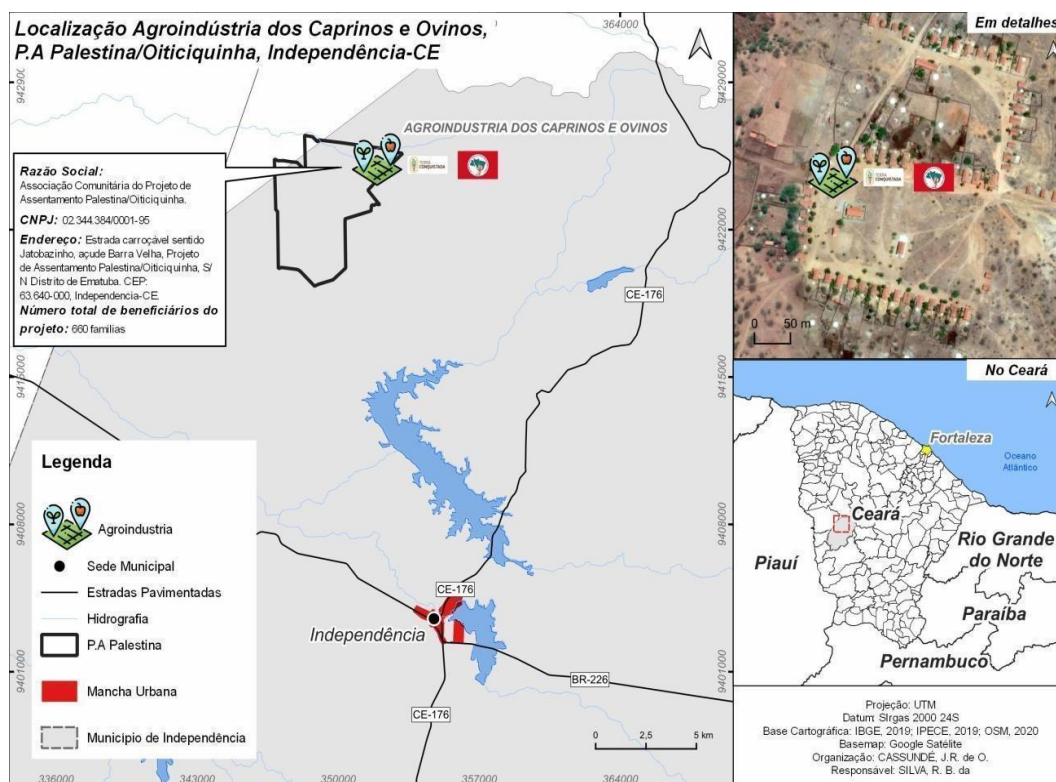 Localização Agroindústria dos Caprinos e Ovinos,
P.A Palestina/Oiticiquinha, Independência-CE
364000
9429000
AGROINDUSTRIA DOS CAPRINOS E OVINOS
TERRA
CONQUISTADA
Razão Social:
Associação Comunitária do Projeto de
Assentamento Palestina/Oiticiquinha.
CNPJ: 02.344.384/0001-95
Endereço: Estrada carroçável sentido
Jatobazinho, açude Barra Velha, Projeto
de Assentamento Palestina/Oiticiquinha, S/
N Distrito de Ematuba. CEP:
63.640-000, Independencia-CE.
Número total de beneficiários do
projeto: 660 familias
9422000
CE-176
9415000
9415000
9408000
9408000
CE-176
Independência
9401000
9401000
BR-226
CE-176
0 2,5 5 km
336000
343000
350000
357000
364000
Legenda
Agroindustria
Sede Municipal
Estradas Pavimentadas
Hidrografia
P.A Palestina
Mancha Urbana
Município de Independência
Em detalhes
TERRA
CONQUISTADA
0 50 m
No Ceará
Fortaleza
Oceano
Atlântico
Ceará
Piauí
Rio Grande
do Norte
Paraíba
Pernambuco
Projeção: UTM
Datum: SIrgas 2000 24S
Base Cartográfica: IBGE, 2019; IPECE, 2019; OSM, 2020
Basemap: Google Satélite
Organização: CASSUNDÉ, J.R. de O.
Responsável: SILVA, R. B. da